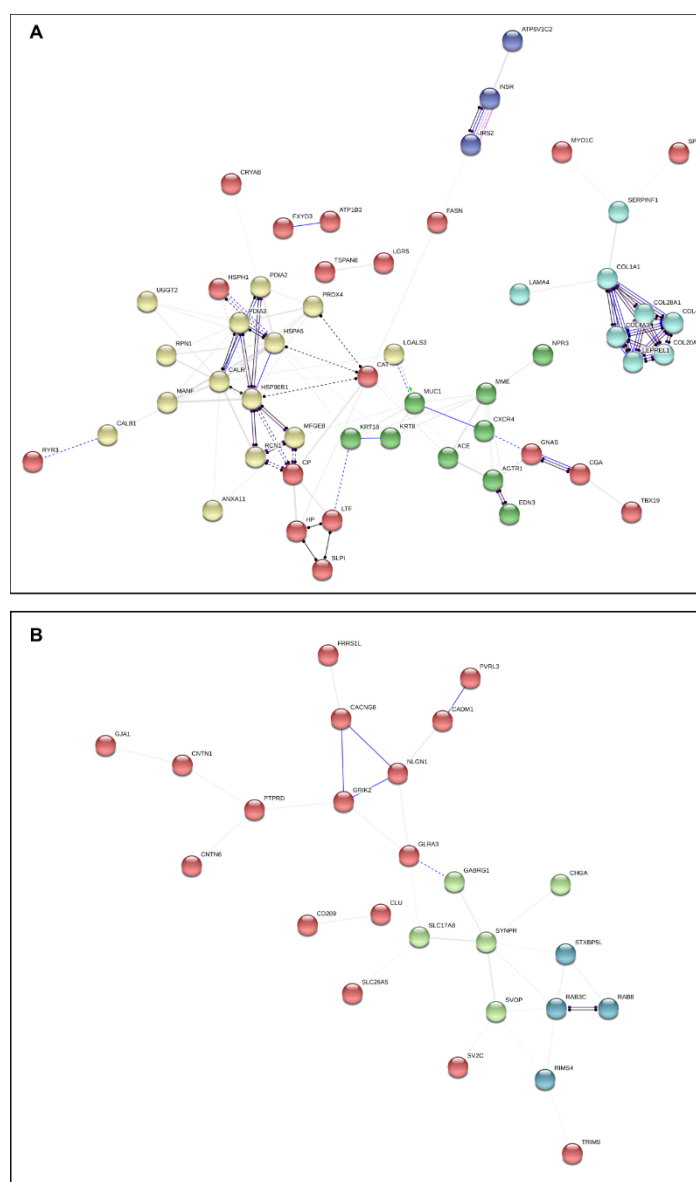 A
ATP6V1C2
INSR
IRS2
MYO1C
SP
CRYAB
SERPINF1
FXYD3
ATP1B3
FASN
TSPAN6
LGR5
HSPH1
PDIA2
COL1A1
UGGT2
PRDX4
LAMA4
PDIA3
COL28A1
COL4
HSPA5
RPN1
LGALS3
COL20A
NPR3
CALR
CAT
LEPREL1
MME
MANF
HSP90B1
MUC1
CXCR4
CALB1
MFGE8
KRT18
KRT8
ACE
GNAS
RYR3
RCN1
CP
AGTR1
CGA
ANXA11
LTF
EDN3
TBX19
HP
SLPI
B
FRRS1L
PVRL3
CACNG8
CADM1
GJA1
CNTN1
NLGN1
PTPRD
GRIK2
CNTN6
GLRA3
GABRG1
CHGA
CLU
CD209
SLC17A8
SYNPR
STXBP5L
SLC26A5
SVOP
RAB3C
RAB8
SV2C
RIMS4
TRIM9